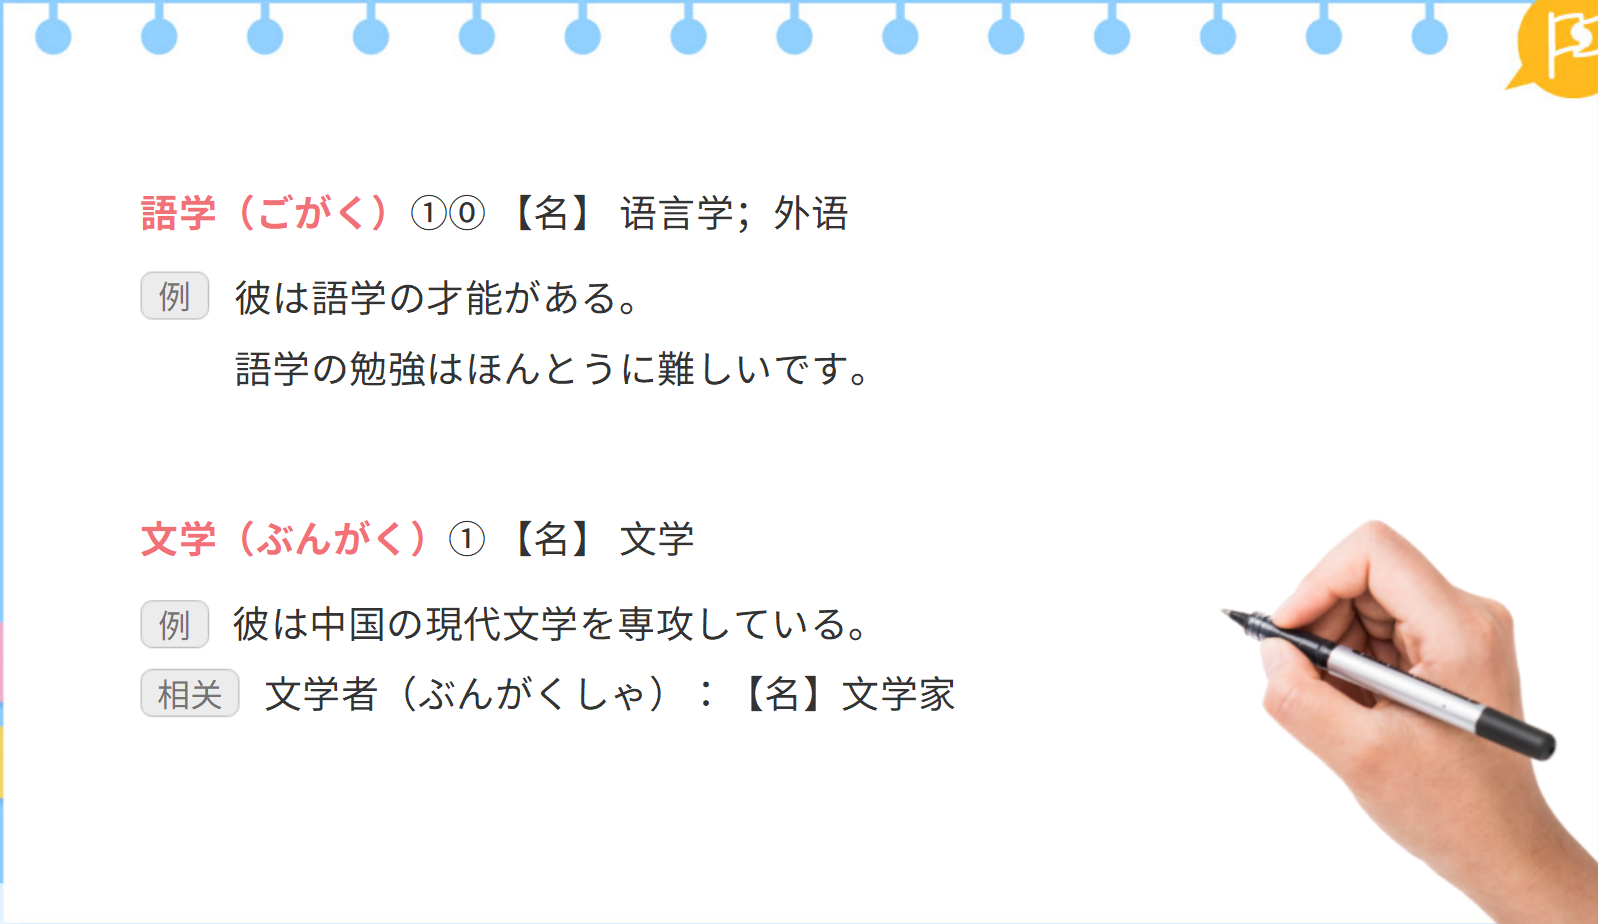 語学（ごがく）①⓪ 【名】 语言学；外语
例 彼は語学の才能がある。
語学の勉強はほんとうに難しいです。
文学（ぶんがく）① 【名】 文学
例 彼は中国の現代文学を専攻している。
相关 文学者（ぶんがくしゃ）：【名】文学家